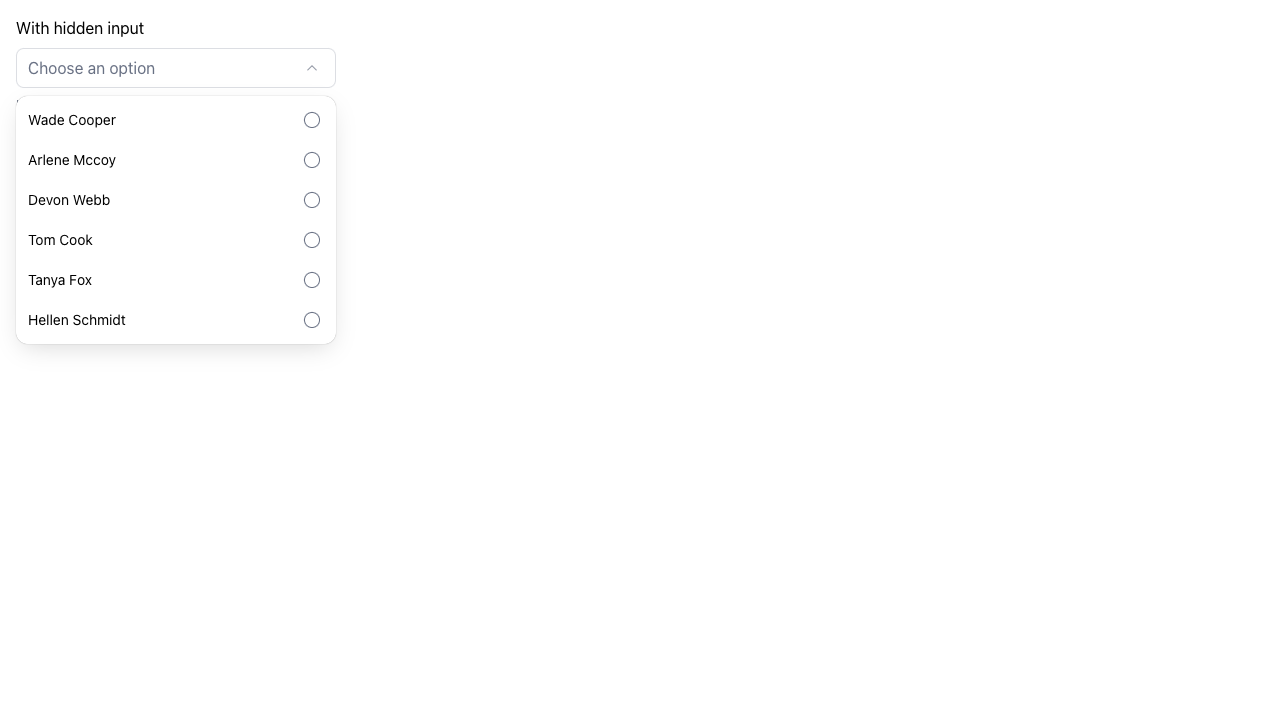 With hidden input
Choose an option
Wade Cooper
Arlene Mccoy
Devon Webb
Tom Cook
Tanya Fox
Hellen Schmidt